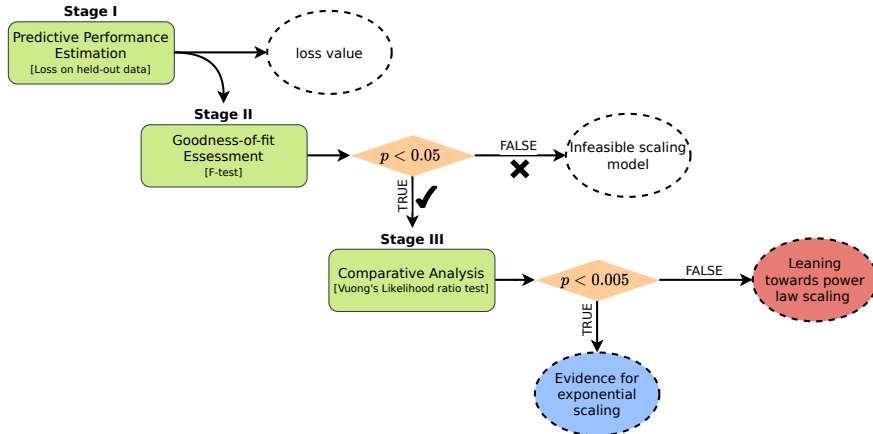 Stage I
Predictive Performance
Estimation
[Loss on held-out data]
loss value
Stage II
Goodness-of-fit
Essessment
[F-test]
p < 0.05
FALSE
Infeasible scaling
model
TRUE
Stage III
Comparative Analysis
[Vuong's Likelihood ratio test]
p < 0.005
FALSE
Leaning
towards power
law scaling
TRUE
Evidence for
exponential
scaling